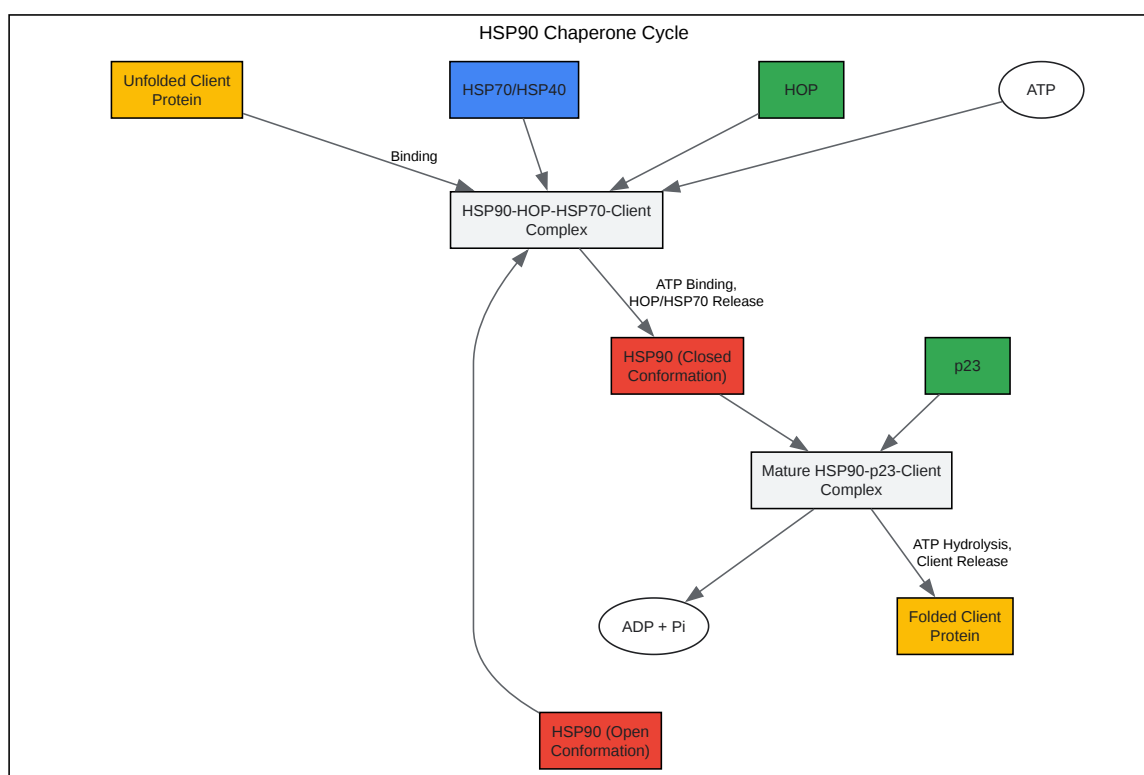 HSP90 Chaperone Cycle
Unfolded Client
Protein
HSP70/HSP40
HOP
ATP
Binding
HSP90-HOP-HSP70-Client
Complex
ATP Binding,
HOP/HSP70 Release
HSP90 (Closed
Conformation)
p23
Mature HSP90-p23-Client
Complex
ATP Hydrolysis,
Client Release
ADP + Pi
Folded Client
Protein
HSP90 (Open
Conformation)